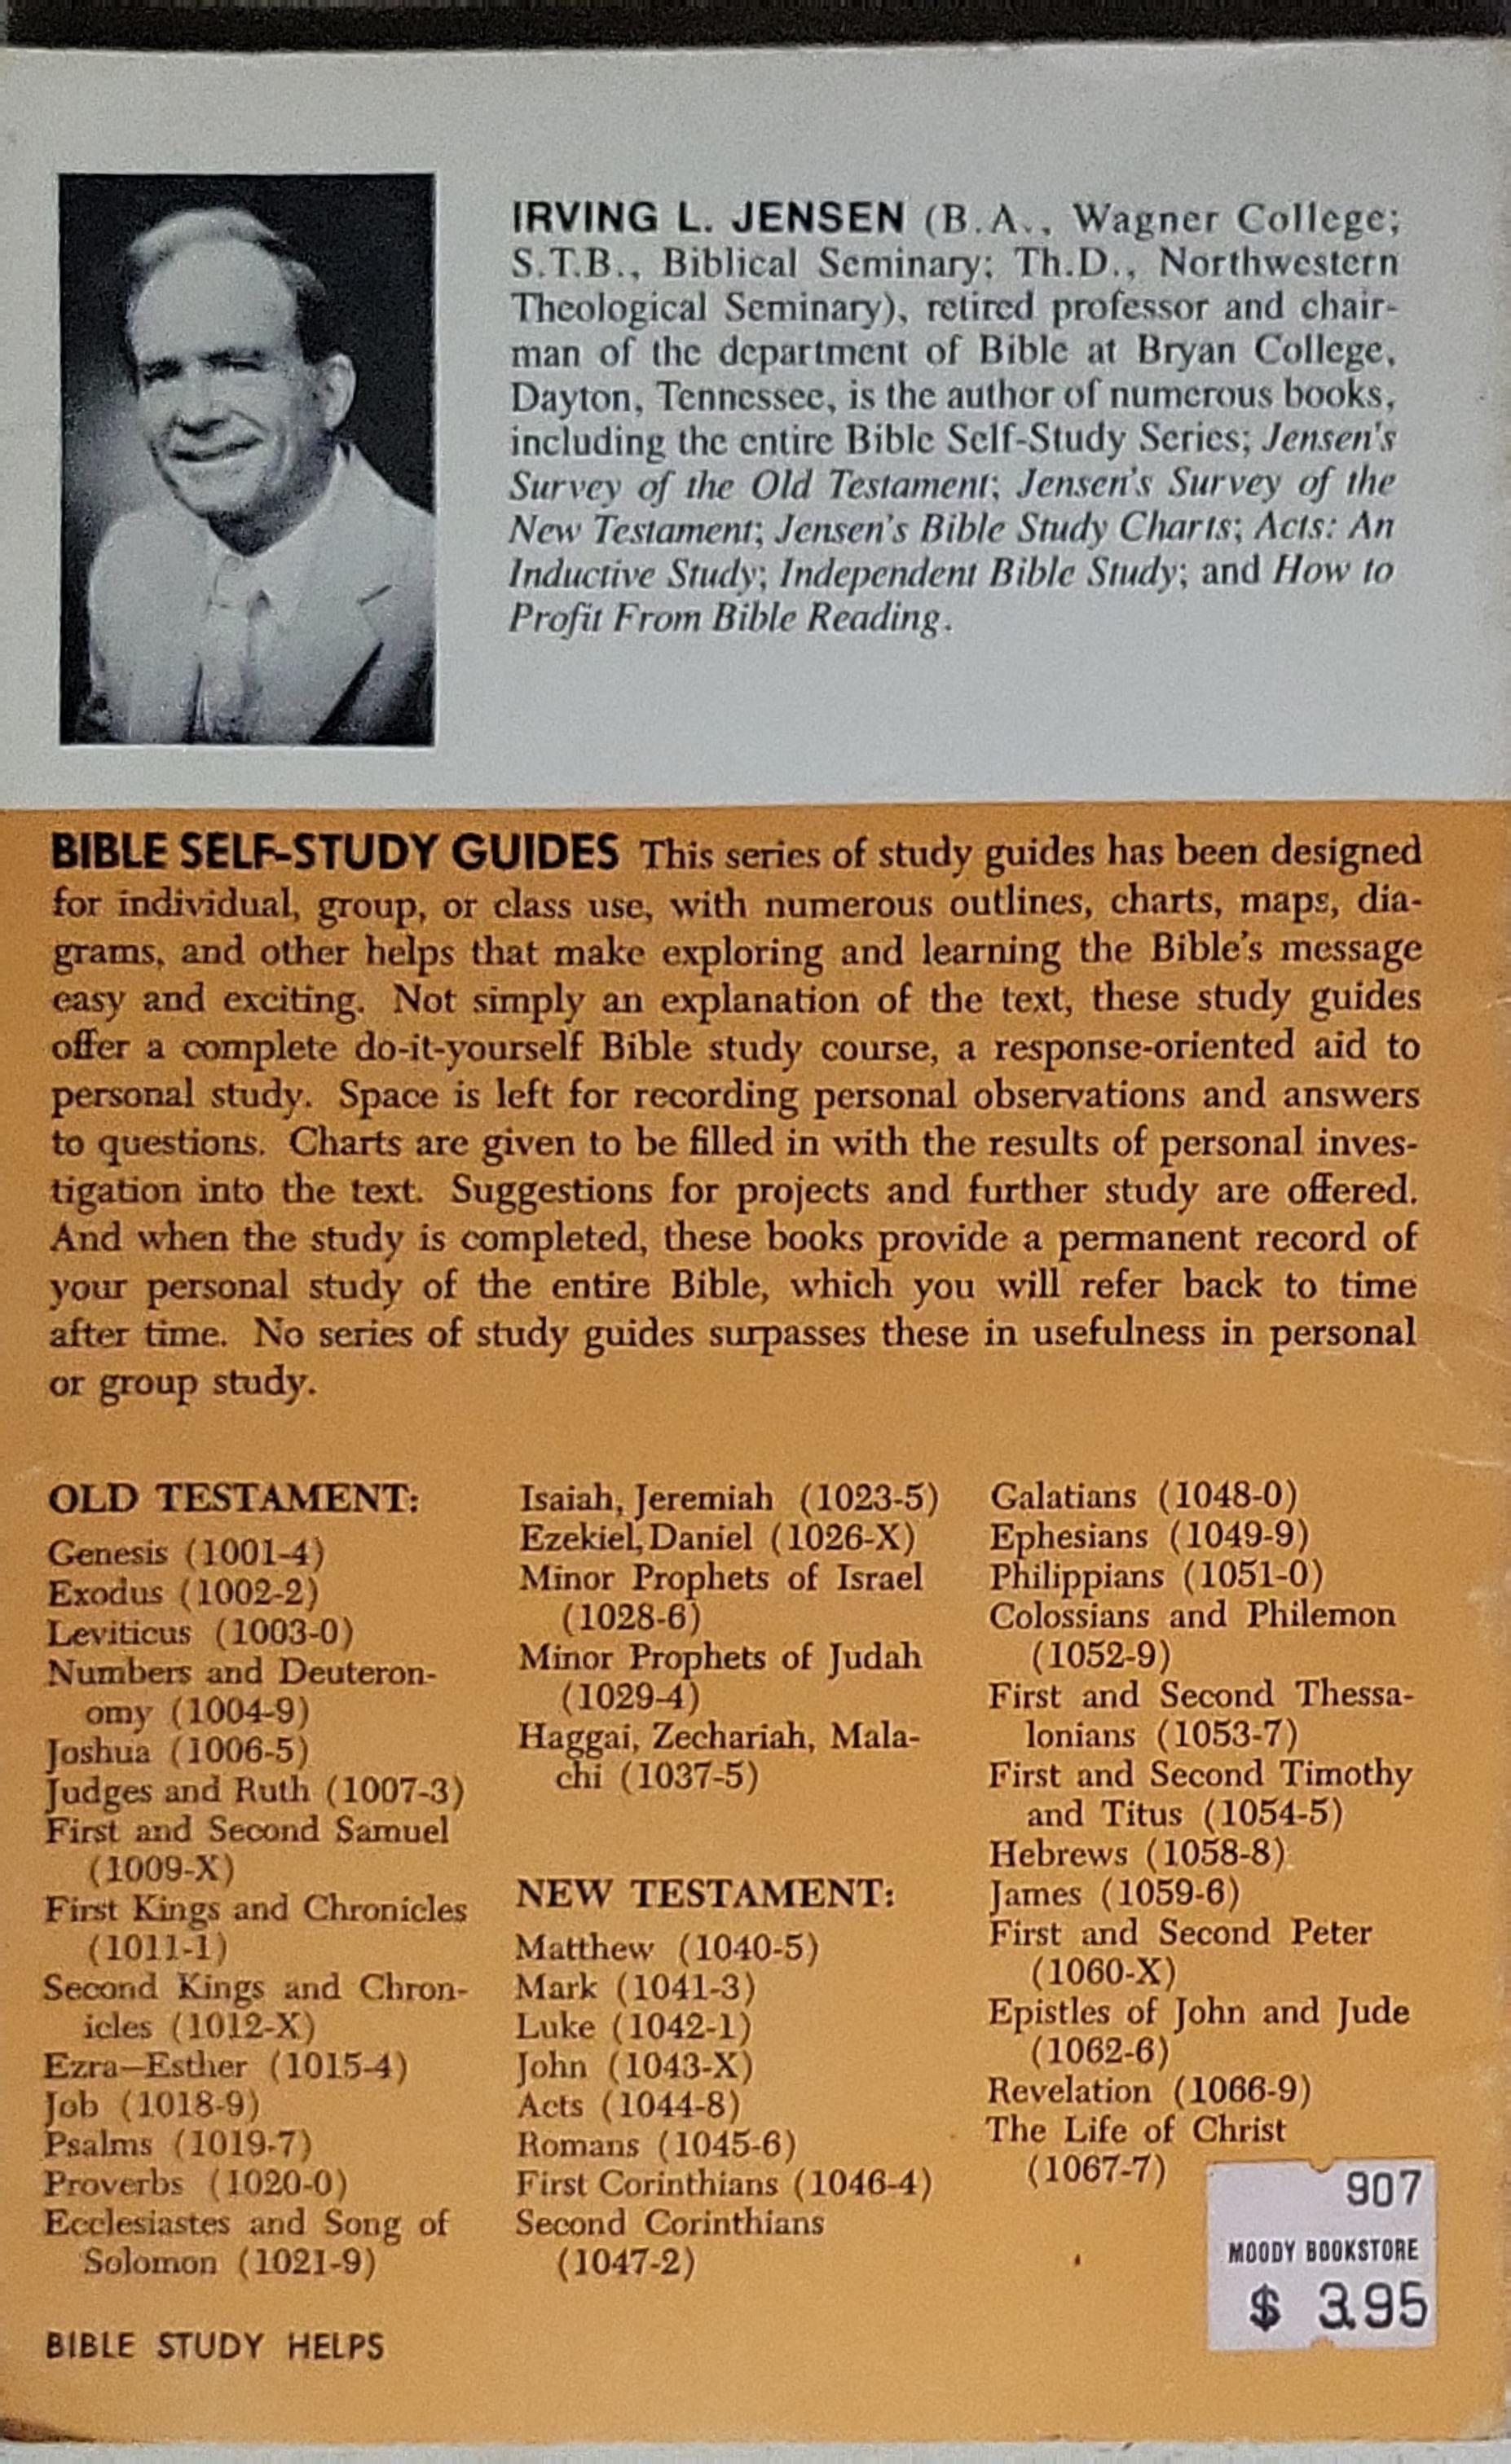 IRVING L. JENSEN (B.A., Wagner College;
S.T.B., Biblical Seminary; Th.D., Northwestern
Theological Seminary), retired professor and chair-
man of the department of Bible at Bryan College,
Dayton, Tennessee, is the author of numerous books,
including the entire Bible Self-Study Series; Jensen's
Survey of the Old Testament; Jensen's Survey of the
New Testament; Jensen's Bible Study Charts; Acts: An
Inductive Study; Independent Bible Study; and How to
Profit From Bible Reading.
BIBLE SELF-STUDY GUIDES This series of study guides has been designed
for individual, group, or class use, with numerous outlines, charts, maps, dia-
grams, and other helps that make exploring and learning the Bible's message
easy and exciting. Not simply an explanation of the text, these study guides
offer a complete do-it-yourself Bible study course, a response-oriented aid to
personal study. Space is left for recording personal observations and answers
to questions. Charts are given to be filled in with the results of personal inves-
tigation into the text. Suggestions for projects and further study are offered.
And when the study is completed, these books provide a permanent record of
your personal study of the entire Bible, which you will refer back to time
after time. No series of study guides surpasses these in usefulness in personal
or group study.
OLD TESTAMENT:
Genesis (1001-4)
Exodus (1002-2)
Leviticus (1003-0)
Numbers and Deuteron-
omy (1004-9)
Joshua (1006-5)
Judges and Ruth (1007-3)
First and Second Samuel
(1009-X)
First Kings and Chronicles
(1011-1)
Second Kings and Chron-
icles (1012-X)
Ezra—Esther (1015-4)
Job (1018-9)
Psalms (1019-7)
Proverbs (1020-0)
Ecclesiastes and Song of
Solomon (1021-9)
Isaiah, Jeremiah (1023-5)
Ezekiel, Daniel (1026-X)
Minor Prophets of Israel
(1028-6)
Minor Prophets of Judah
(1029-4)
Haggai, Zechariah, Mala-
chi (1037-5)
NEW TESTAMENT:
Matthew (1040-5)
Mark (1041-3)
Luke (1042-1)
John (1043-X)
Acts (1044-8)
Romans (1045-6)
First Corinthians (1046-4)
Second Corinthians
(1047-2)
Galatians (1048-0)
Ephesians (1049-9)
Philippians (1051-0)
Colossians and Philemon
(1052-9)
First and Second Thessa-
lonians (1053-7)
First and Second Timothy
and Titus (1054-5)
Hebrews (1058-8)
James (1059-6)
First and Second Peter
(1060-X)
Epistles of John and Jude
(1062-6)
Revelation (1066-9)
The Life of Christ
(1067-7)
907
MOODY BOOKSTORE
$ 3.95
BIBLE STUDY HELPS